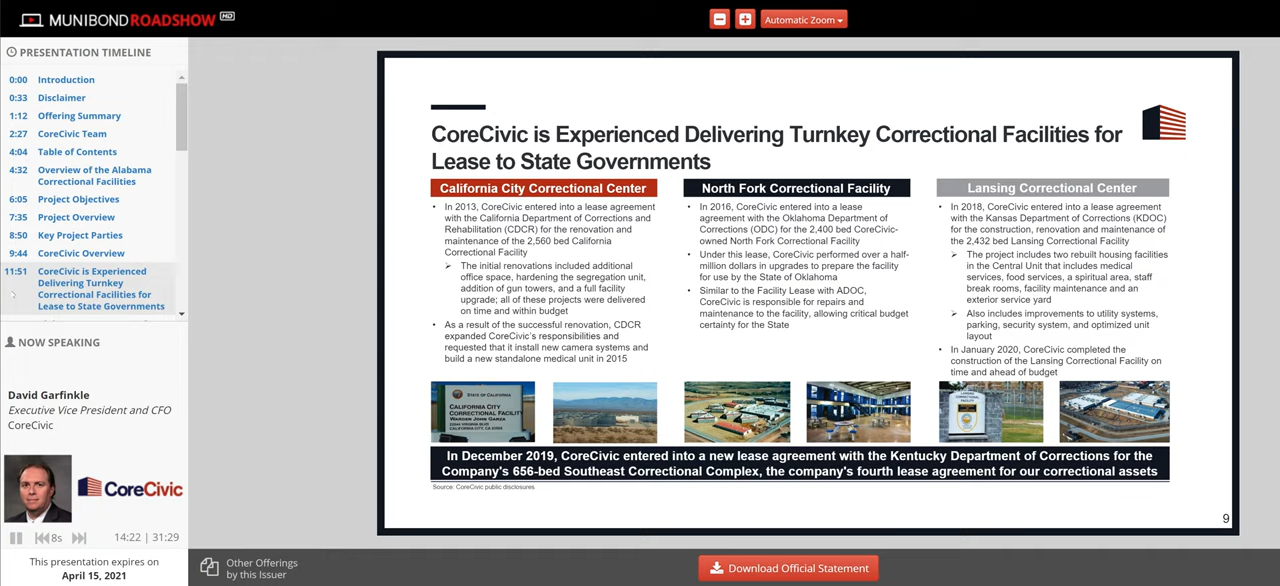 MUNIBONDROADSHOW HD
Automatic Zoom
PRESENTATION TIMELINE
0:00 Introduction
0:33 Disclaimer
1:12 Offering Summary
2:27 CoreCivic Team
4:04 Table of Contents
4:32 Overview of the Alabama
Correctional Facilities
6:05 Project Objectives
7:35 Project Overview
8:50 Key Project Parties
9:44 CoreCivic Overview
11:51 CoreCivic is Experienced
Delivering Turnkey
Correctional Facilities for
Lease to State Governments
NOW SPEAKING
David Garfinkle
Executive Vice President and CFO
CoreCivic
CoreCivic
8s
14:22 | 31:29
This presentation expires on
April 15, 2021
CoreCivic is Experienced Delivering Turnkey Correctional Facilities for
Lease to State Governments
California City Correctional Center
• In 2013, CoreCivic entered into a lease agreement
with the California Department of Corrections and
Rehabilitation (CDCR) for the renovation and
maintenance of the 2,560 bed California
Correctional Facility
➢ The initial renovations included additional
office space, hardening the segregation unit,
addition of gun towers, and a full facility
upgrade; all of these projects were delivered
on time and within budget
• As a result of the successful renovation, CDCR
expanded CoreCivic's responsibilities and
requested that it install new camera systems and
build a new standalone medical unit in 2015
North Fork Correctional Facility
• In 2016, CoreCivic entered into a lease
agreement with the Oklahoma Department of
Corrections (ODC) for the 2,400 bed CoreCivic-
owned North Fork Correctional Facility
• Under this lease, CoreCivic performed over a half-
million dollars in upgrades to prepare the facility
for use by the State of Oklahoma
• Similar to the Facility Lease with ADOC,
CoreCivic is responsible for repairs and
maintenance to the facility, allowing critical budget
certainty for the State
Lansing Correctional Center
• In 2018, CoreCivic entered into a lease agreement
with the Kansas Department of Corrections (KDOC)
for the construction, renovation and maintenance of
the 2,432 bed Lansing Correctional Facility
➢ The project includes two rebuilt housing facilities
in the Central Unit that includes medical
services, food services, a spiritual area, staff
break rooms, facility maintenance and an
exterior service yard
➢ Also includes improvements to utility systems,
parking, security system, and optimized unit
layout
• In January 2020, CoreCivic completed the
construction of the Lansing Correctional Facility on
time and ahead of budget
STATE OF CALIFORNIA
CALIFORNIA CITY
CORRECTIONAL FACILITY
WARDEN JOHN GARZA
CALIFORNIA CITY, CA
LANSING
CORRECTIONAL
FACILITY
In December 2019, CoreCivic entered into a new lease agreement with the Kentucky Department of Corrections for the
Company's 656-bed Southeast Correctional Complex, the company's fourth lease agreement for our correctional assets
Source: CoreCivic public disclosures
9
Other Offerings
by this Issuer
Download Official Statement